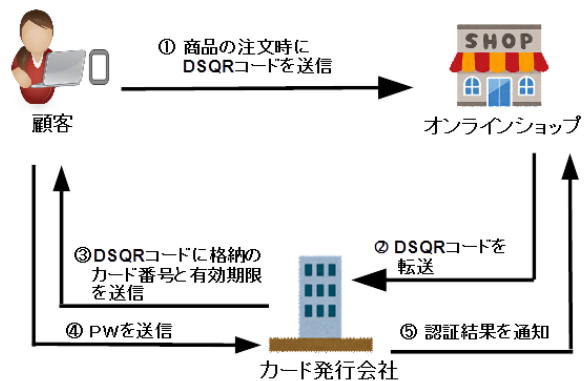 ① 商品の注文時に
DSQRコードを送信
SHOP
顧客
オンラインショップ
③DSQRコードに格納の
カード番号と有効期限
を送信
② DSQRコードを
転送
④ PWを送信
⑤ 認証結果を通知
カード発行会社